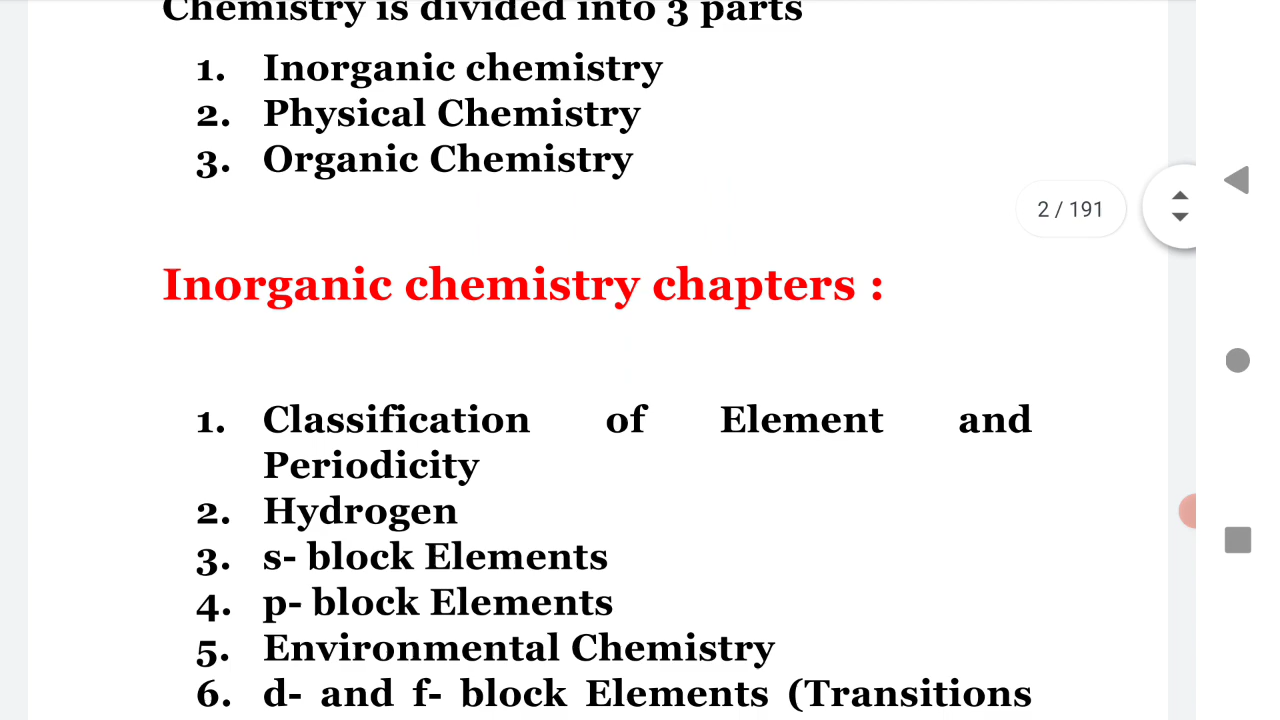 Chemistry is divided into 3 parts
1. Inorganic chemistry
2. Physical Chemistry
3. Organic Chemistry
2 / 191
Inorganic chemistry chapters :
1. Classification of Element and
Periodicity
2. Hydrogen
3. s- block Elements
4. p- block Elements
5. Environmental Chemistry
6. d- and f- block Elements (Transitions